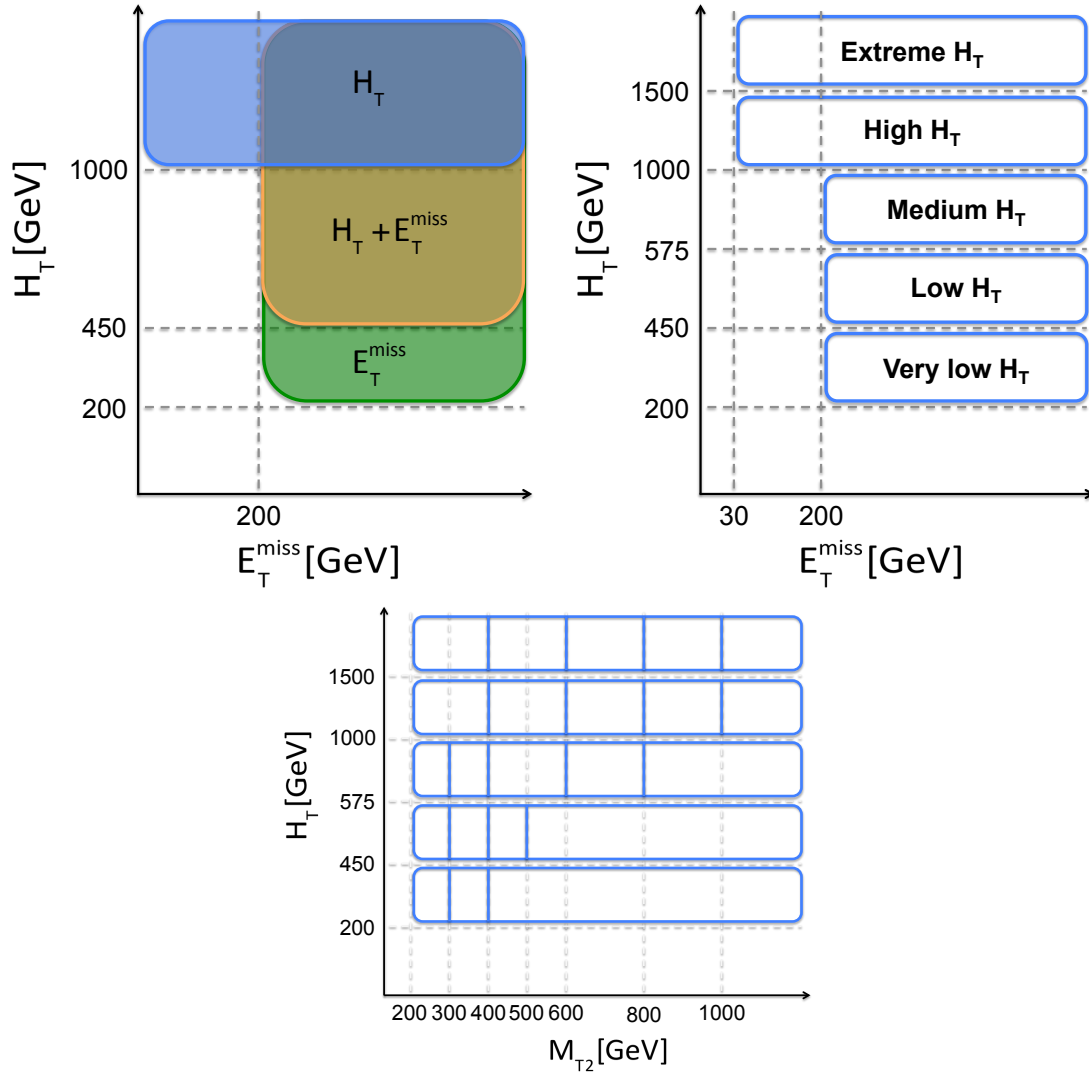 H_T
1000
H_T + E_T^miss
450
E_T^miss
200
H_T [GeV]
200
E_T^miss [GeV]
Extreme H_T
1500
High H_T
1000
Medium H_T
575
Low H_T
450
Very low H_T
200
H_T [GeV]
30 200
E_T^miss [GeV]
1500
1000
575
450
200
H_T [GeV]
200 300 400 500 600 800 1000
M_T2 [GeV]